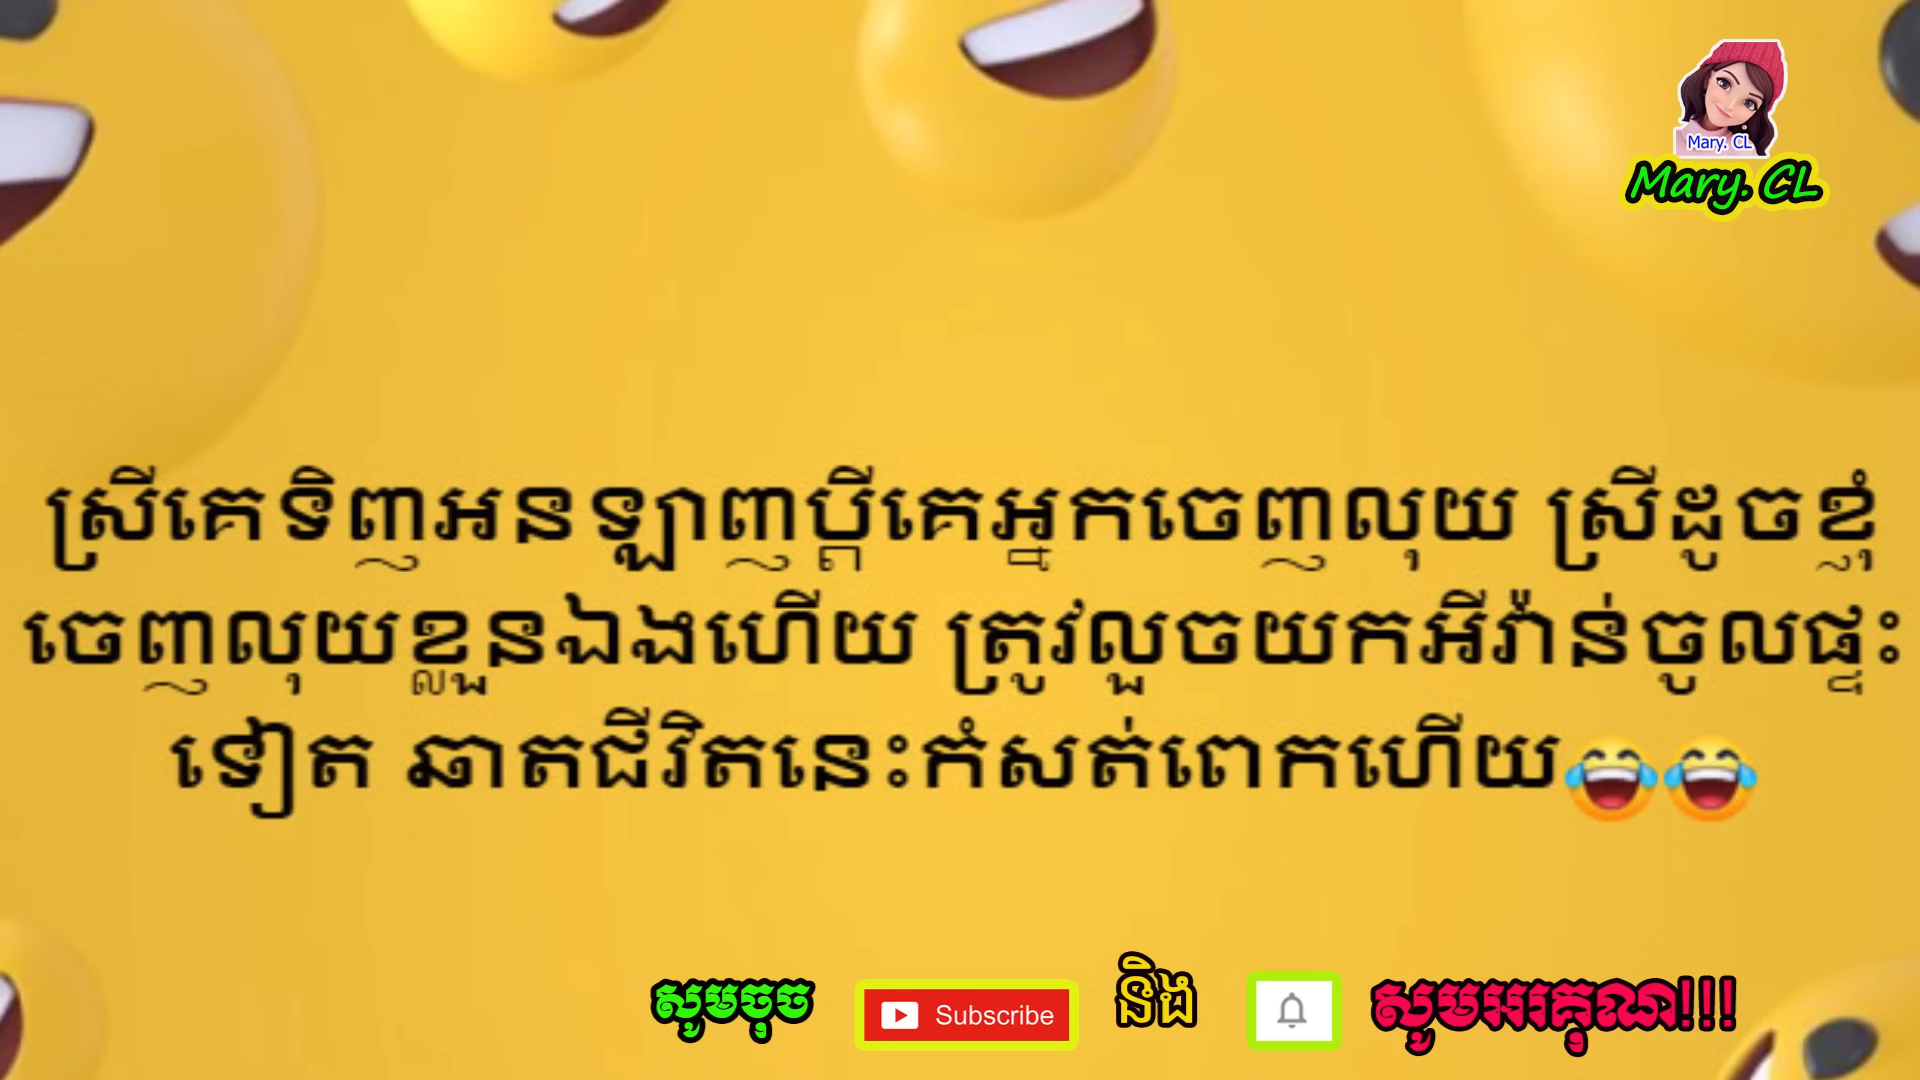 Mary. CL
Mary. CL
ស្រីគេទិញអនឡាញប្ដីគេអ្នកចេញលុយ ស្រីដូចខ្ញុំ
ចេញលុយខ្លួនឯងហើយ ត្រូវលួចយកអីវ៉ាន់ចូលផ្ទះ
ទៀត ឆាតជីវិតនេះកំសត់ពេកហើយ😂😂
សូមចុច Subscribe និង សូមអរគុណ!!!